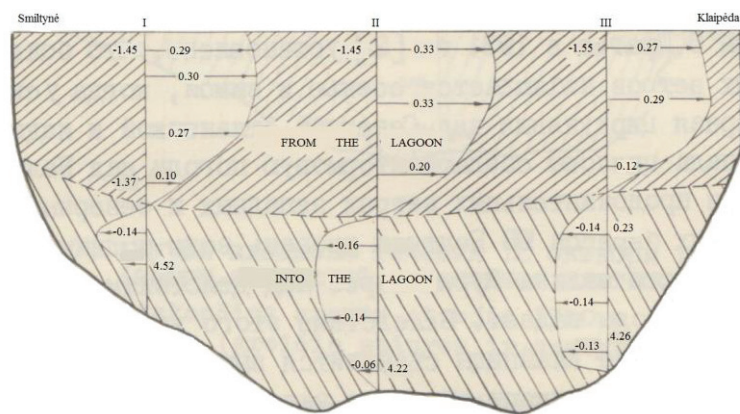 Smiltynė I II III Klaipėda
-1.45 0.29 -1.45 0.33 -1.55 0.27
0.30
0.33 0.29
0.27 FROM THE LAGOON
-1.37 0.10 0.20 0.12
-0.14 -0.16 -0.14 0.23
4.52 INTO THE LAGOON
-0.14 -0.14
-0.13 4.26
-0.06 4.22